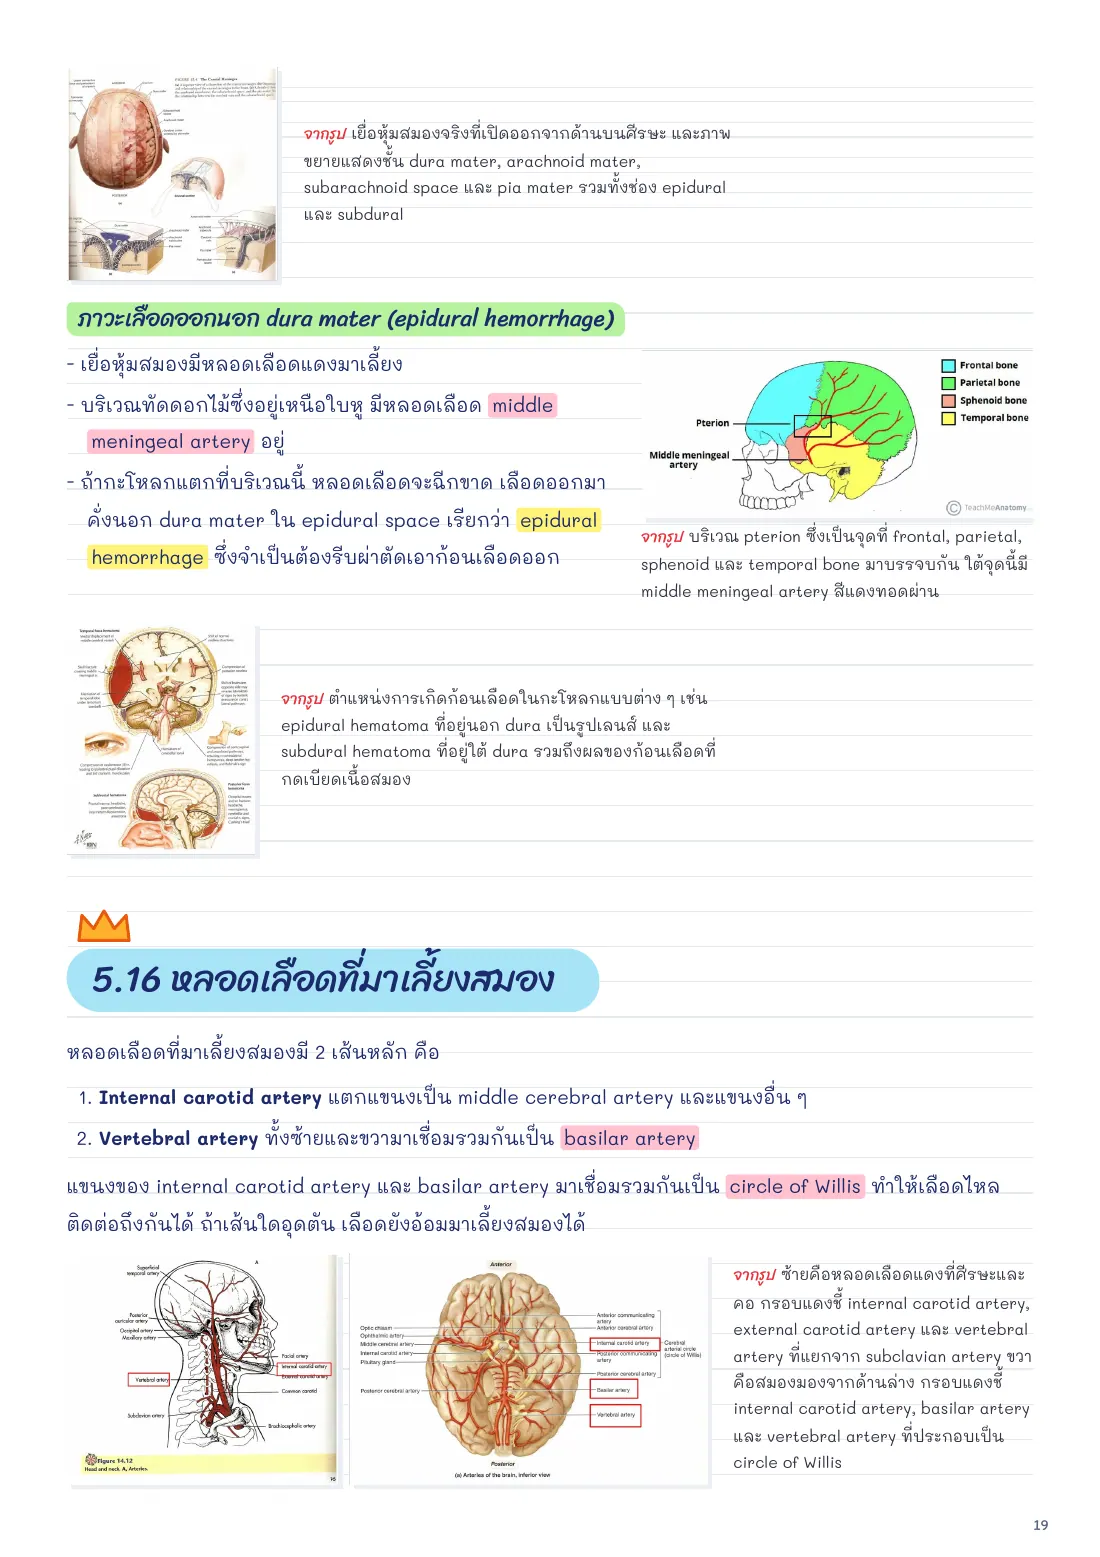 FIGURE 13.4 The Cranial Meninges
จากรูป เยื่อหุ้มสมองจริงที่เปิดออกจากด้านบนศีรษะ และภาพ
ขยายแสดงชั้น dura mater, arachnoid mater,
subarachnoid space และ pia mater รวมทั้งช่อง epidural
และ subdural
ภาวะเลือดออกนอก dura mater (epidural hemorrhage)
- เยื่อหุ้มสมองมีหลอดเลือดแดงมาเลี้ยง
- บริเวณทัดดอกไม้ซึ่งอยู่เหนือใบหู มีหลอดเลือด middle
meningeal artery อยู่
- ถ้ากะโหลกแตกที่บริเวณนี้ หลอดเลือดจะฉีกขาด เลือดออกมา
คั่งนอก dura mater ใน epidural space เรียกว่า epidural
hemorrhage ซึ่งจำเป็นต้องรีบผ่าตัดเอาก้อนเลือดออก
Frontal bone
Parietal bone
Sphenoid bone
Temporal bone
Pterion
Middle meningeal
artery
© TeachMeAnatomy
จากรูป บริเวณ pterion ซึ่งเป็นจุดที่ frontal, parietal,
sphenoid และ temporal bone มาบรรจบกัน ใต้จุดนี้มี
middle meningeal artery สีแดงทอดผ่าน
Temporal fossa hematoma
Subdural hematoma
Posterior fossa
hematoma
จากรูป ตำแหน่งการเกิดก้อนเลือดในกะโหลกแบบต่าง ๆ เช่น
epidural hematoma ที่อยู่นอก dura เป็นรูปเลนส์ และ
subdural hematoma ที่อยู่ใต้ dura รวมถึงผลของก้อนเลือดที่
กดเบียดเนื้อสมอง
5.16 หลอดเลือดที่มาเลี้ยงสมอง
หลอดเลือดที่มาเลี้ยงสมองมี 2 เส้นหลัก คือ
1. Internal carotid artery แตกแขนงเป็น middle cerebral artery และแขนงอื่น ๆ
2. Vertebral artery ทั้งซ้ายและขวามาเชื่อมรวมกันเป็น basilar artery
แขนงของ internal carotid artery และ basilar artery มาเชื่อมรวมกันเป็น circle of Willis ทำให้เลือดไหล
ติดต่อถึงกันได้ ถ้าเส้นใดอุดตัน เลือดยังอ้อมมาเลี้ยงสมองได้
Superficial
temporal artery
A
Posterior
auricular artery
Occipital artery
Maxillary artery
Facial artery
Internal carotid artery
External carotid artery
Vertebral artery
Common carotid
Subclavian artery
Brachiocephalic artery
Figure 14.12
Head and neck. A, Arteries.
16
Anterior
Optic chiasm
Ophthalmic artery
Middle cerebral artery
Internal carotid artery
Pituitary gland
Posterior cerebral artery
Anterior communicating
artery
Anterior cerebral artery
Internal carotid artery
Posterior communicating
artery
Posterior cerebral artery
Cerebral
arterial circle
(circle of Willis)
Basilar artery
Vertebral artery
Posterior
(a) Arteries of the brain, inferior view
จากรูป ซ้ายคือหลอดเลือดแดงที่ศีรษะและ
คอ กรอบแดงชี้ internal carotid artery,
external carotid artery และ vertebral
artery ที่แยกจาก subclavian artery ขวา
คือสมองมองจากด้านล่าง กรอบแดงชี้
internal carotid artery, basilar artery
และ vertebral artery ที่ประกอบเป็น
circle of Willis
19